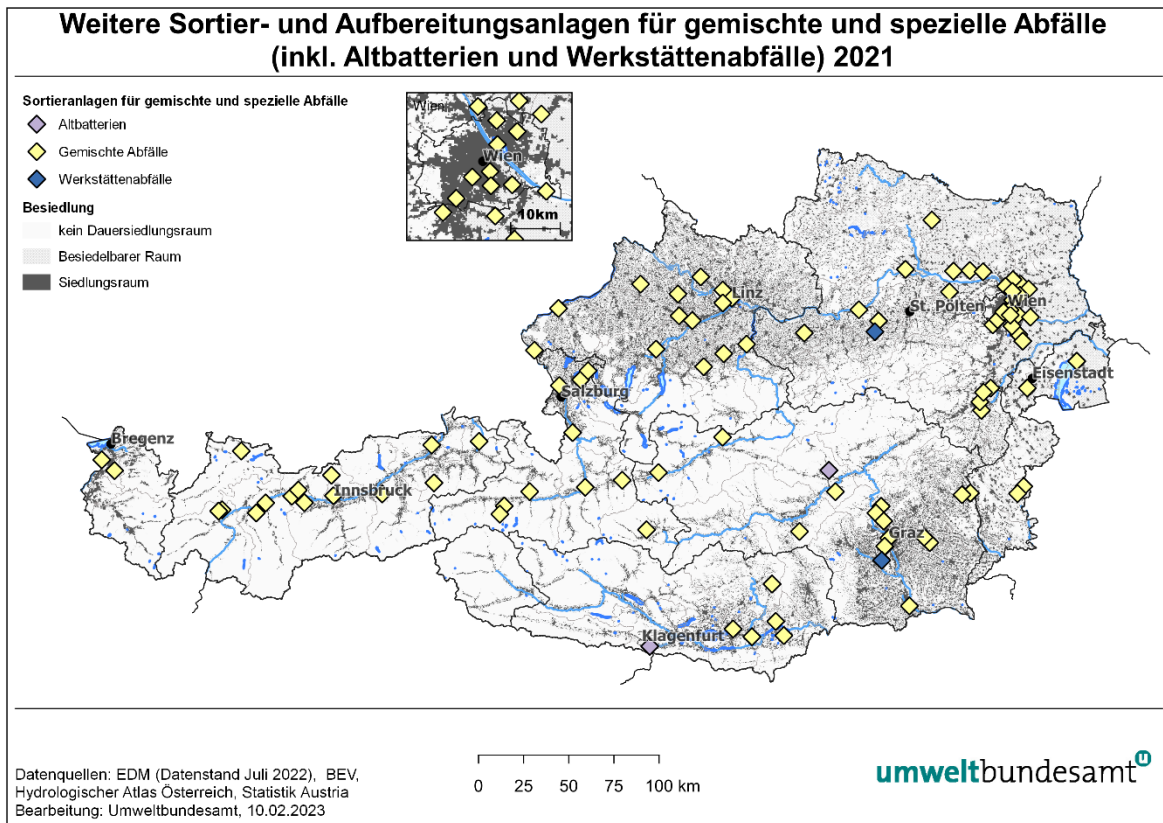 Weitere Sortier- und Aufbereitungsanlagen für gemischte und spezielle Abfälle
(inkl. Altbatterien und Werkstättenabfälle) 2021
Sortieranlagen für gemischte und spezielle Abfälle
Altbatterien
Gemischte Abfälle
Werkstättenabfälle
Besiedlung
kein Dauersiedlungsraum
Besiedelbarer Raum
Siedlungsraum
Wien
Wien
10km
Linz
St. Pölten
Wien
Eisenstadt
Salzburg
Bregenz
Innsbruck
Graz
Klagenfurt
Datenquellen: EDM (Datenstand Juli 2022), BEV,
Hydrologischer Atlas Österreich, Statistik Austria
Bearbeitung: Umweltbundesamt, 10.02.2023
0 25 50 75 100 km
umweltbundesamt